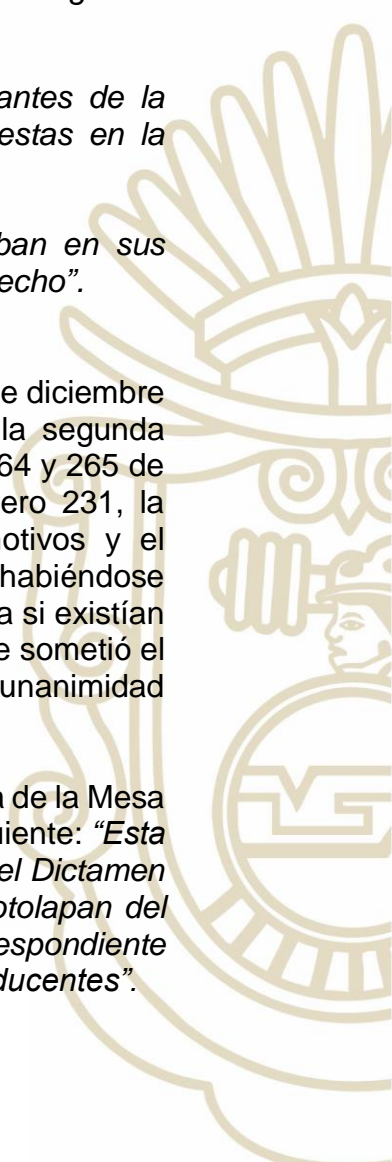 antes de la
estas en la
ban en sus
echo”.
e diciembre
la segunda
64 y 265 de
ero 231, la
otivos y el
habiéndose
a si existían
e sometió el
unanimidad
a de la Mesa
uiente: “Esta
el Dictamen
otolapan del
espondiente
ducentes”.